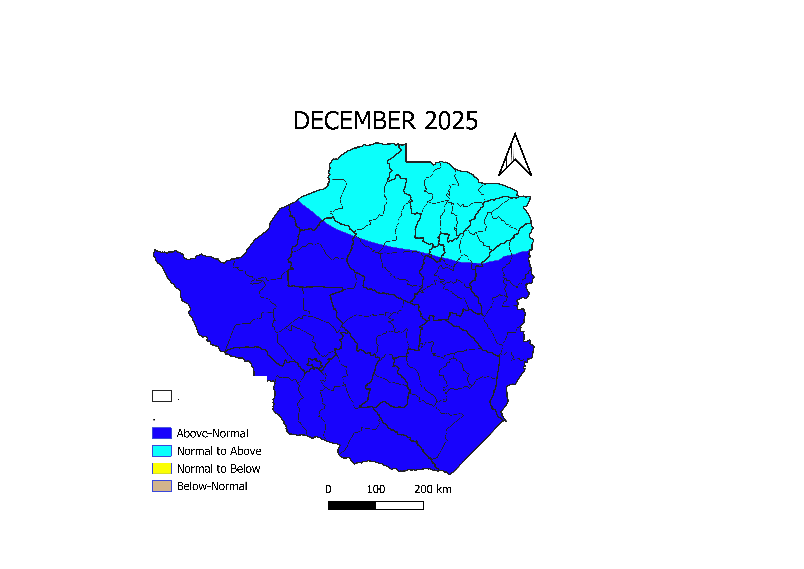 DECEMBER 2025
.
.
Above-Normal
Normal to Above
Normal to Below
Below-Normal
0 100 200 km